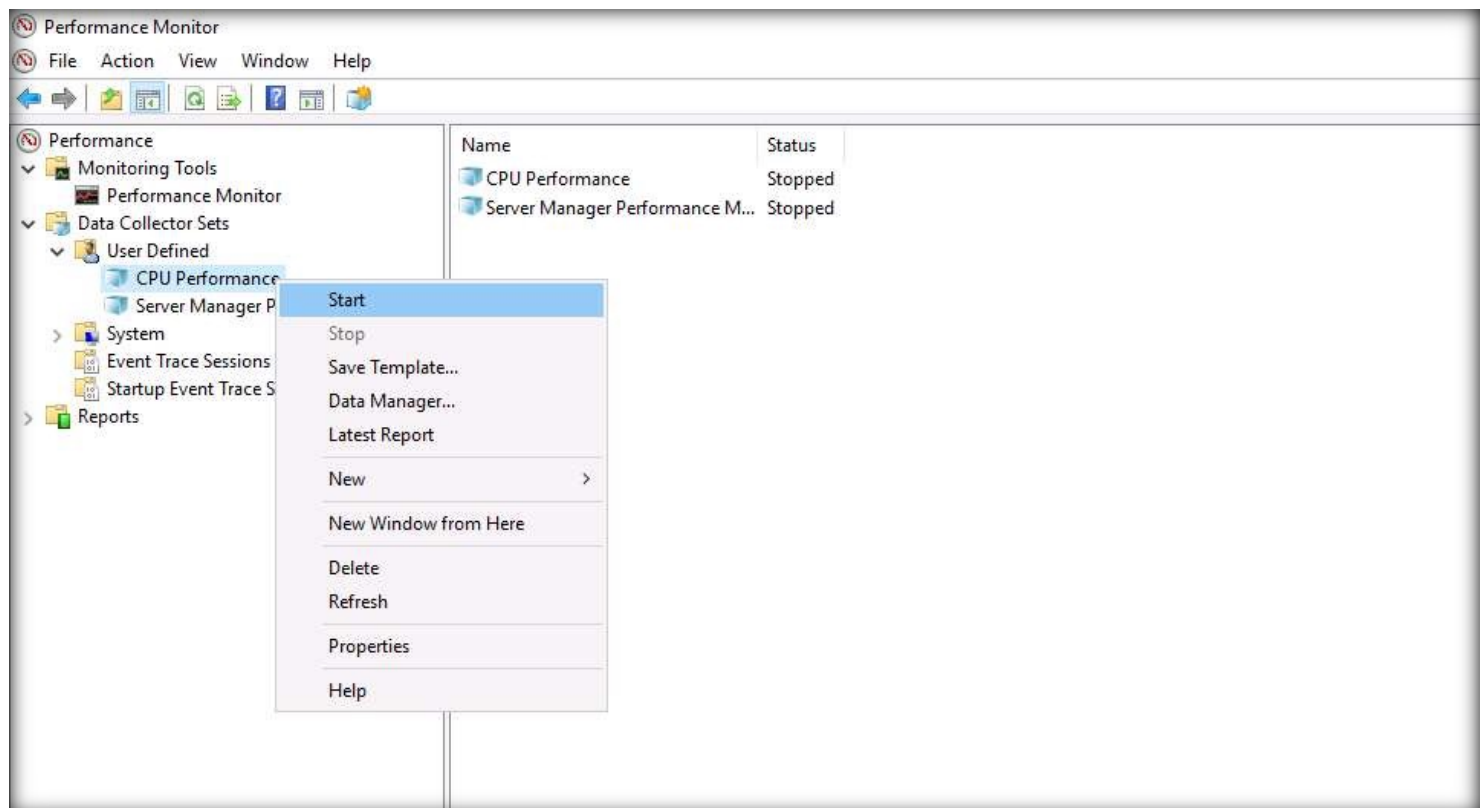 Performance Monitor
File Action View Window Help
Performance
Monitoring Tools
Performance Monitor
Data Collector Sets
User Defined
CPU Performance
Server Manager P
System
Event Trace Sessions
Startup Event Trace S
Reports
Name Status
CPU Performance Stopped
Server Manager Performance M... Stopped
Start
Stop
Save Template...
Data Manager...
Latest Report
New
New Window from Here
Delete
Refresh
Properties
Help